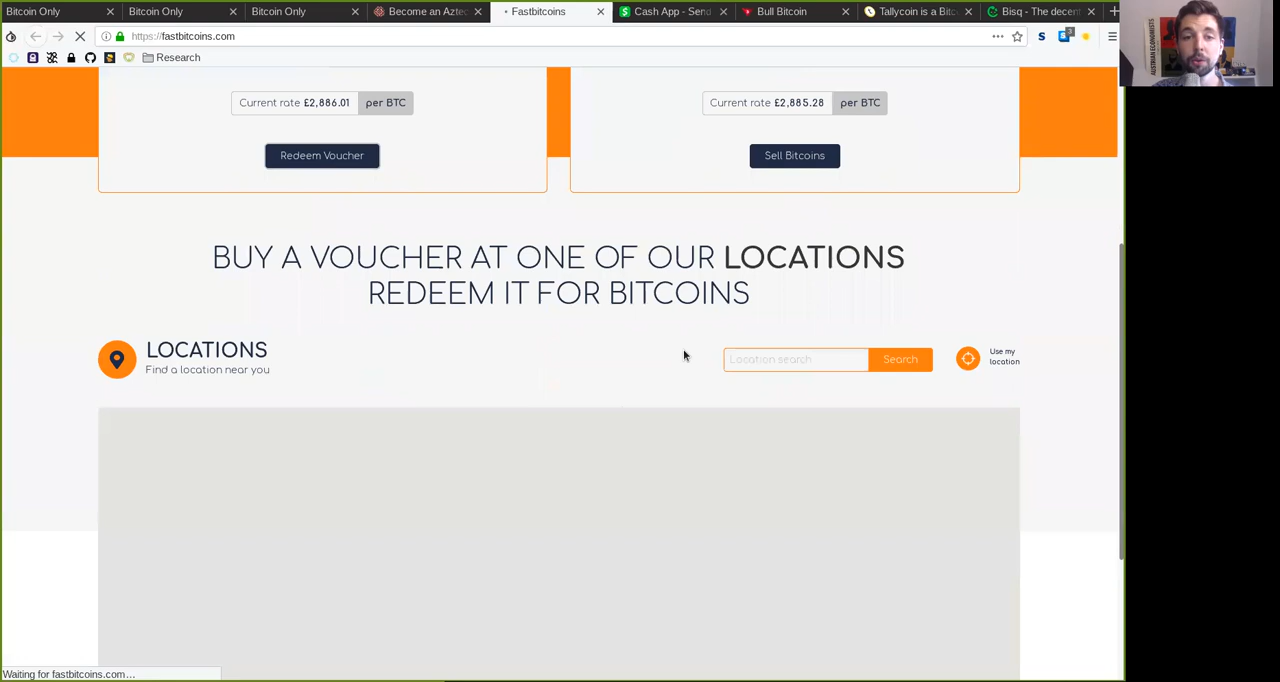 Bitcoin Only
Bitcoin Only
Bitcoin Only
Become an Aztec
Fastbitcoins
Cash App - Send
Bull Bitcoin
Tallycoin is a Bitc
Bisq - The decent
https://fastbitcoins.com
Research
Current rate £2,886.01 per BTC
Current rate £2,885.28 per BTC
Redeem Voucher
Sell Bitcoins
BUY A VOUCHER AT ONE OF OUR LOCATIONS
REDEEM IT FOR BITCOINS
LOCATIONS
Find a location near you
Location search
Search
Use my
location
Waiting for fastbitcoins.com…
AUSTRIAN ECONOMISTS